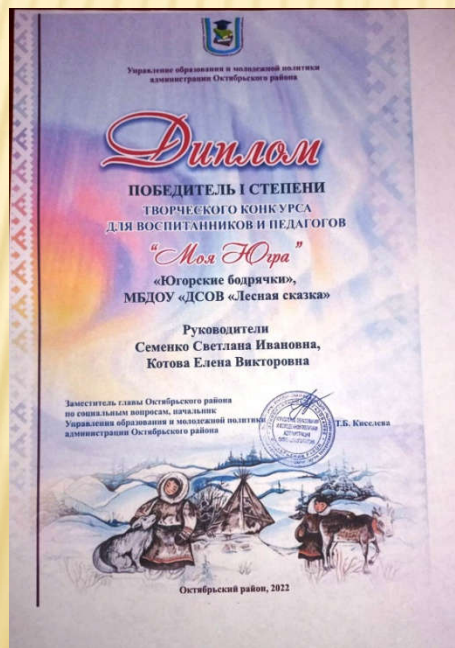 Управление образования и молодежной политики
администрации Октябрьского района
Диплом
ПОБЕДИТЕЛЬ I СТЕПЕНИ
ТВОРЧЕСКОГО КОНКУРСА
ДЛЯ ВОСПИТАННИКОВ И ПЕДАГОГОВ
"Моя Югра"
«Югорские бодрячки»,
МБДОУ «ДСОВ «Лесная сказка»
Руководители
Семенко Светлана Ивановна,
Котова Елена Викторовна
Заместитель главы Октябрьского района
по социальным вопросам, начальник
Управления образования и молодежной политики
администрации Октябрьского района
Т.Б. Киселева
Октябрьский район, 2022